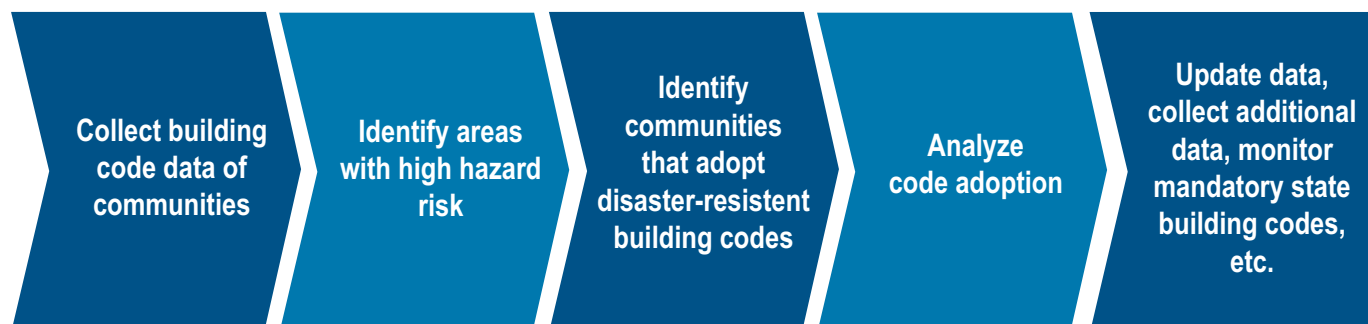 Collect building
code data of
communities
Identify areas
with high hazard
risk
Identify
communities
that adopt
disaster-resistent
building codes
Analyze
code adoption
Update data,
collect additional
data, monitor
mandatory state
building codes,
etc.